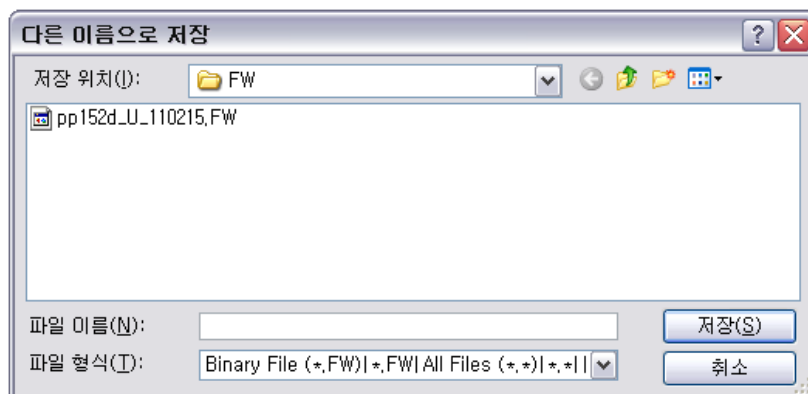 다른 이름으로 저장
저장 위치(I): FW
pp152d_U_110215.FW
파일 이름(N):
저장(S)
파일 형식(T): Binary File (*.FW)|*.FW|All Files (*.*)|*.*||
취소